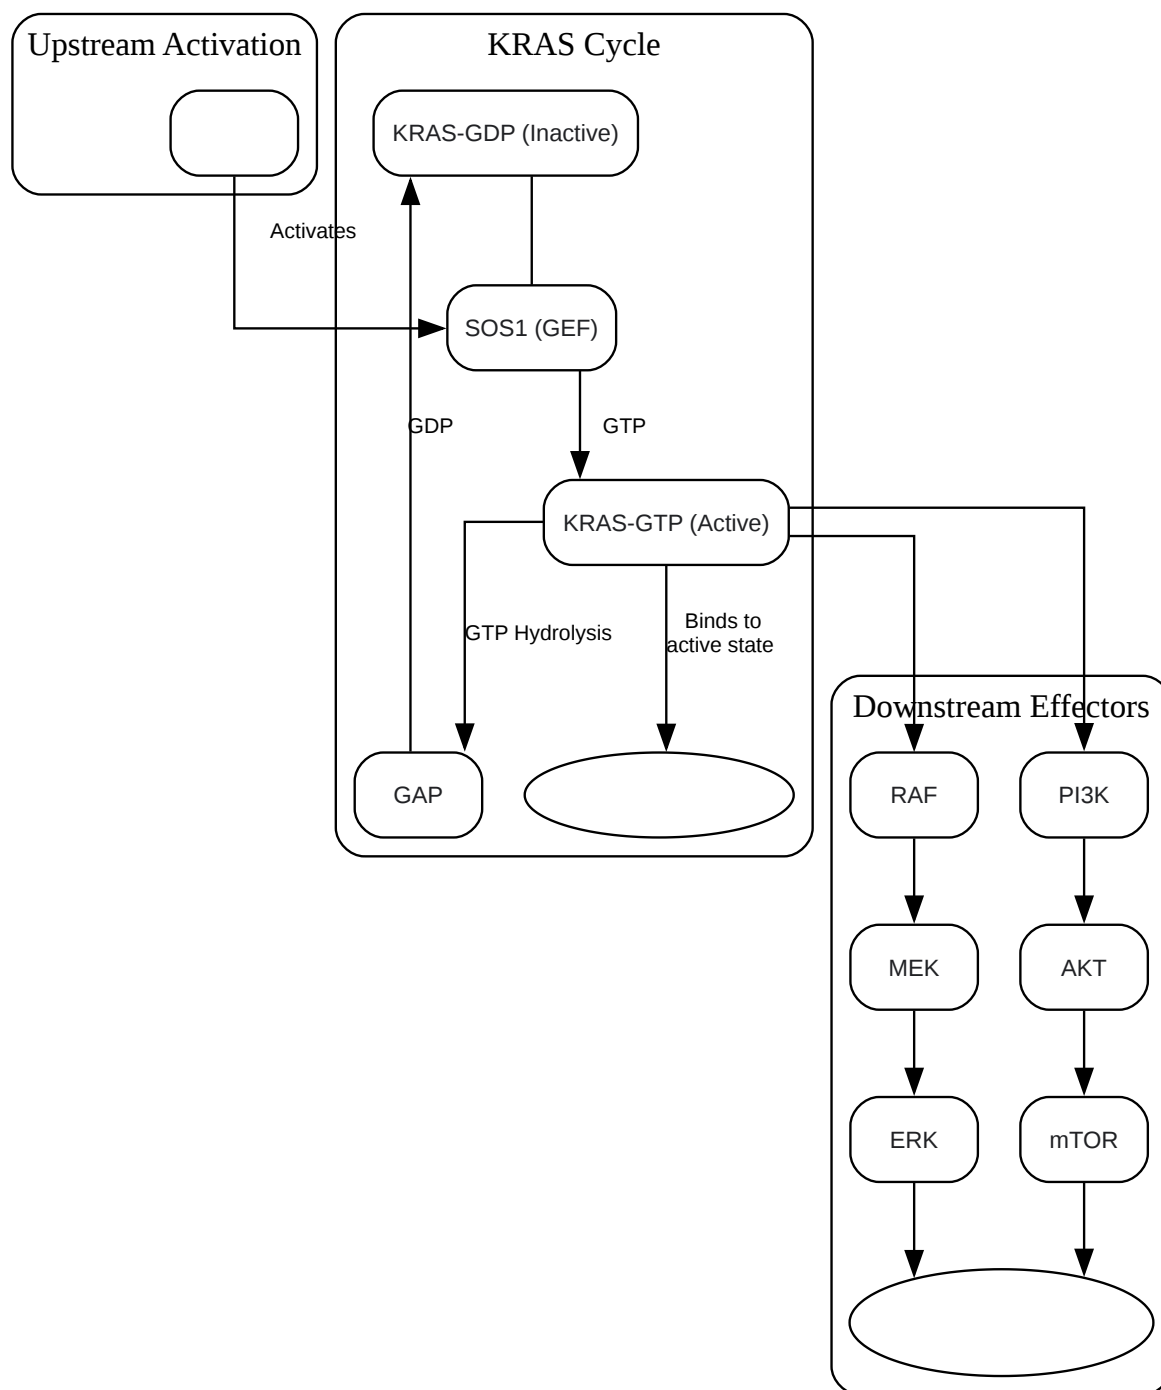 Upstream Activation
KRAS Cycle
KRAS-GDP (Inactive)
Activates
SOS1 (GEF)
GDP
GTP
KRAS-GTP (Active)
GTP Hydrolysis
Binds to
active state
Downstream Effectors
GAP
RAF
PI3K
MEK
AKT
ERK
mTOR